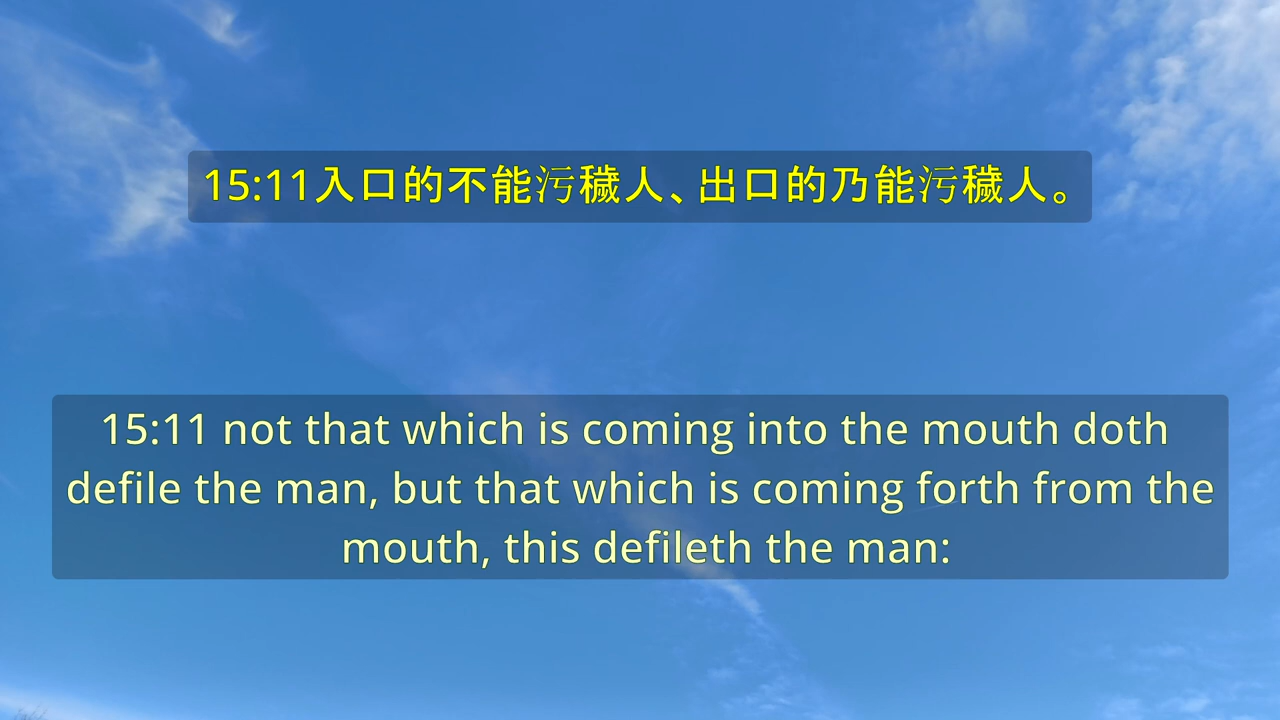 15:11入口的不能污穢人、出口的乃能污穢人。
15:11 not that which is coming into the mouth doth
defile the man, but that which is coming forth from the
mouth, this defileth the man: